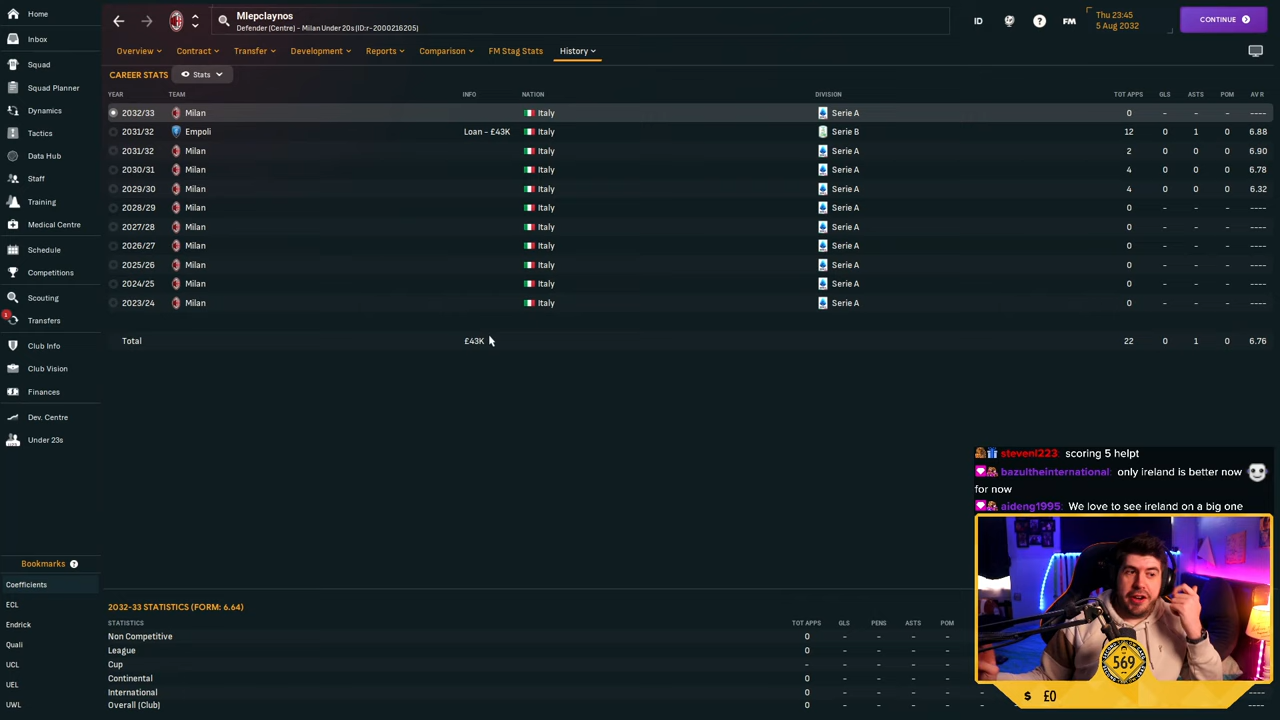 Home
Inbox
Squad
Squad Planner
Dynamics
Tactics
Data Hub
Staff
Training
Medical Centre
Schedule
Competitions
Scouting
1
Transfers
Club Info
Club Vision
Finances
Dev. Centre
Under 23s
Bookmarks ?
Coefficients
ECL
Endrick
Quali
UCL
UEL
UWL
Mlepclaynos
Defender (Centre) - Milan Under 20s (ID:r-2000216205)
ID ? FM
Thu 23:45
5 Aug 2032
CONTINUE
Overview Contract Transfer Development Reports Comparison FM Stag Stats History
CAREER STATS Stats
YEAR TEAM INFO NATION DIVISION TOT APPS GLS ASTS POM AV R
2032/33 Milan Italy Serie A 0 - - - ----
2031/32 Empoli Loan - £43K Italy Serie B 12 0 1 0 6.88
2031/32 Milan Italy Serie A 2 0 0 0 6.90
2030/31 Milan Italy Serie A 4 0 0 0 6.78
2029/30 Milan Italy Serie A 4 0 0 0 6.32
2028/29 Milan Italy Serie A 0 - - - ----
2027/28 Milan Italy Serie A 0 - - - ----
2026/27 Milan Italy Serie A 0 - - - ----
2025/26 Milan Italy Serie A 0 - - - ----
2024/25 Milan Italy Serie A 0 - - - ----
2023/24 Milan Italy Serie A 0 - - - ----
Total £43K 22 0 1 0 6.76
stevenl223: scoring 5 helpt
bazultheinternational: only ireland is better now
for now
aideng1995: We love to see ireland on a big one
2032-33 STATISTICS (FORM: 6.64)
STATISTICS TOT APPS GLS PENS ASTS POM
Non Competitive 0 - - - -
League 0 - - - -
Cup - - - - -
Continental 0 - - - -
International 0 - - - -
Overall (Club) 0 - - - -
569
$ £0